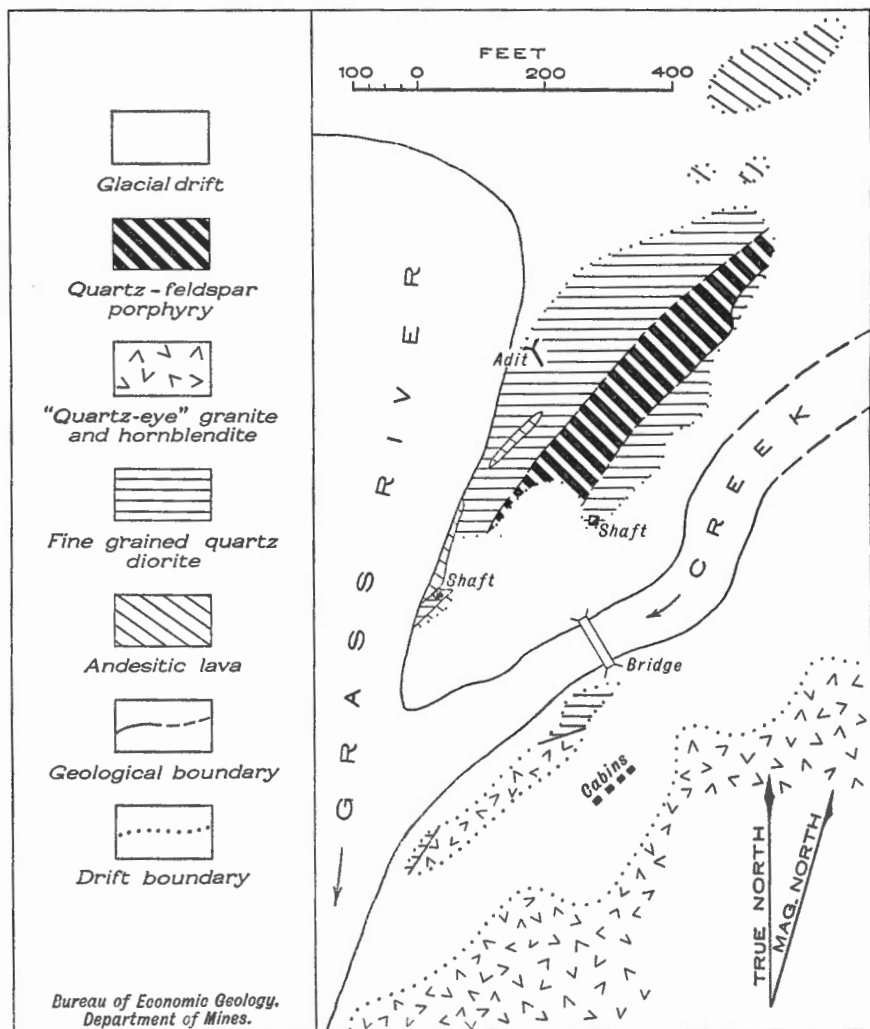 Glacial drift
Quartz-feldspar
porphyry
"Quartz-eye" granite
and hornblendite
Fine grained quartz
diorite
Andesitic lava
Geological boundary
Drift boundary
Bureau of Economic Geology,
Department of Mines.
FEET
100 0 200 400
GRASS RIVER
Adit
Shaft
CREEK
Shaft
Bridge
Cabins
TRUE NORTH
MAG. NORTH